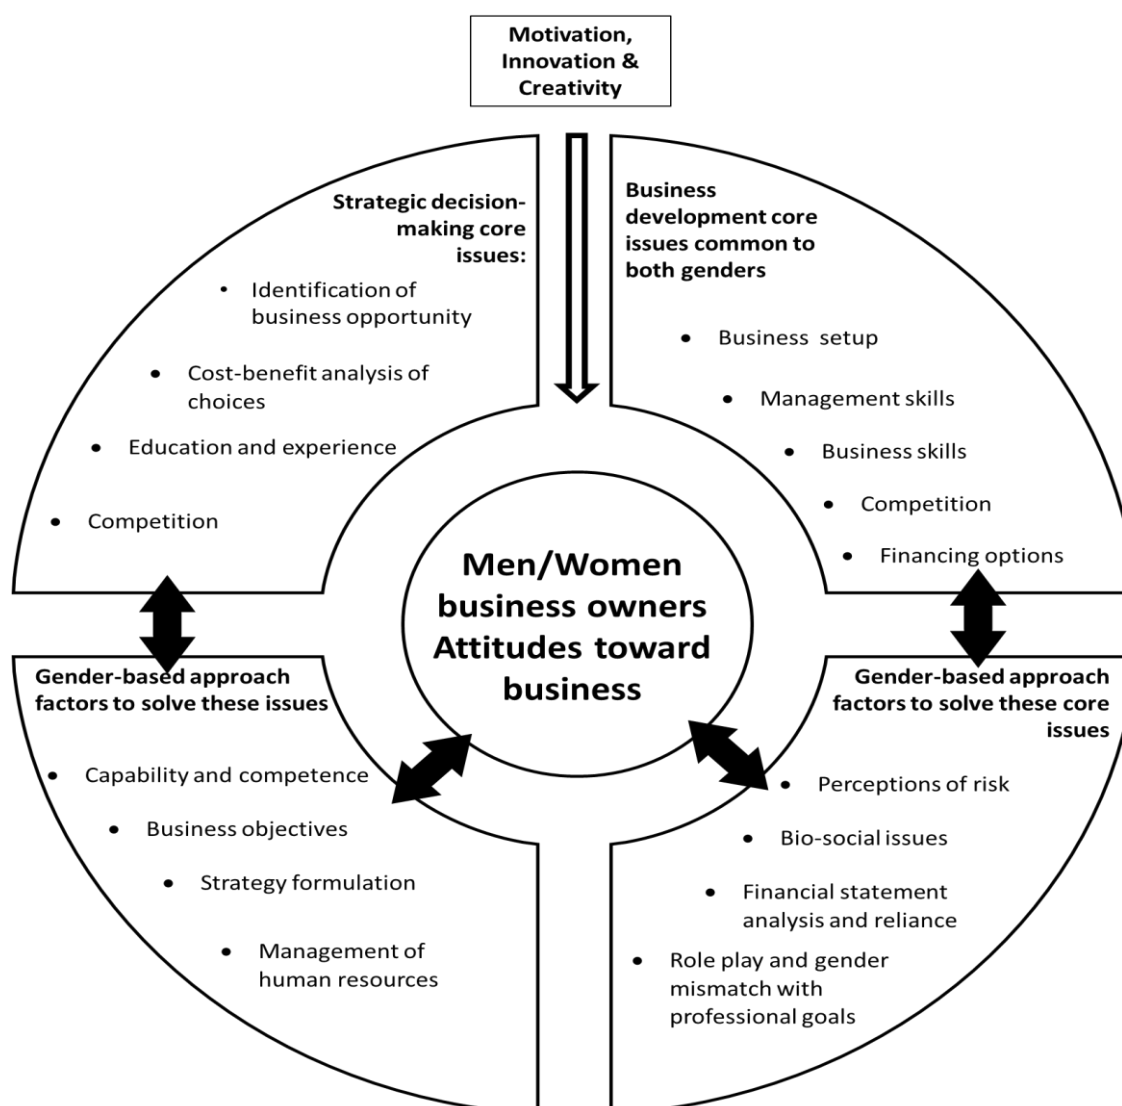 Motivation,
Innovation &
Creativity
Strategic decision-
making core
issues:
• Identification of
business opportunity
• Cost-benefit analysis of
choices
• Education and experience
• Competition
Business
development core
issues common to
both genders
• Business setup
• Management skills
• Business skills
• Competition
• Financing options
Men/Women
business owners
Attitudes toward
business
Gender-based approach
factors to solve these issues
• Capability and competence
• Business objectives
• Strategy formulation
• Management of
human resources
Gender-based approach
factors to solve these core
issues
• Perceptions of risk
• Bio-social issues
• Financial statement
analysis and reliance
• Role play and gender
mismatch with
professional goals